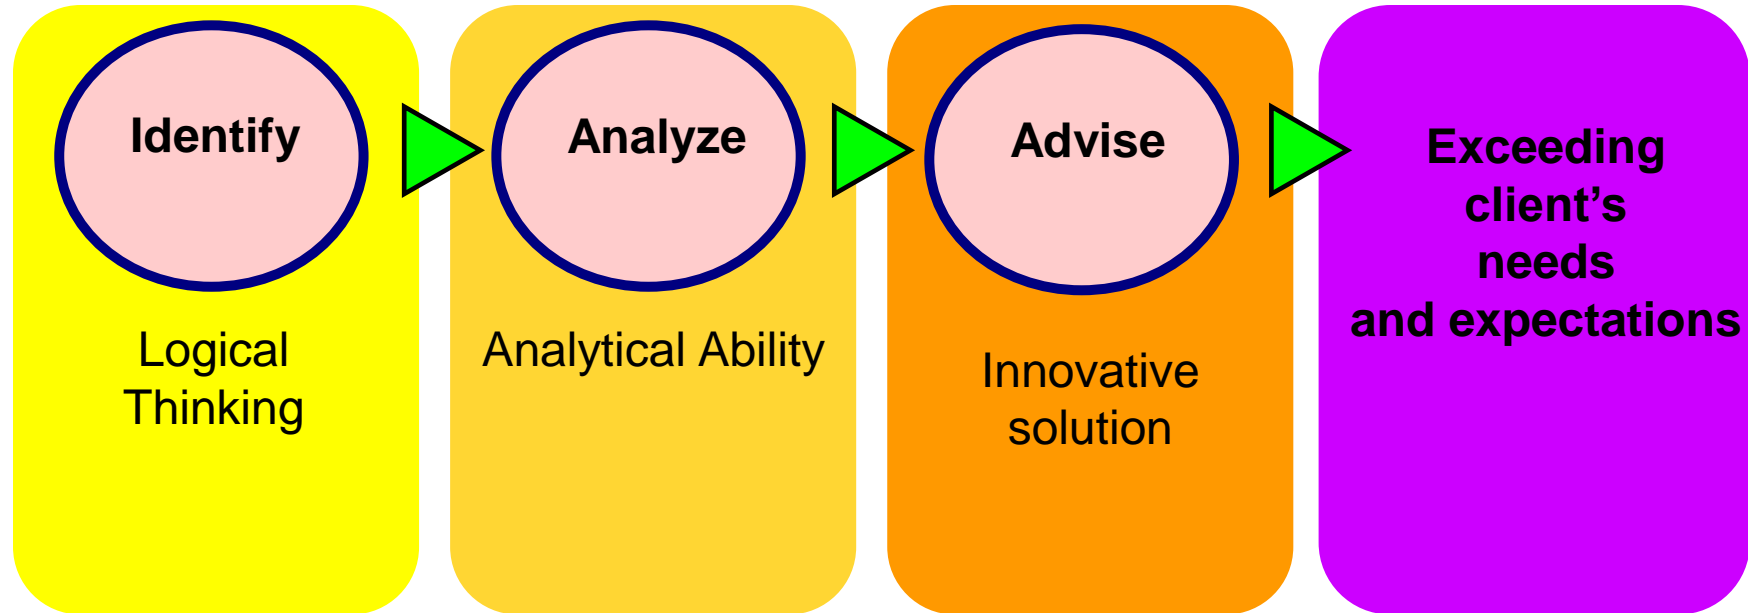 Identify
Logical
Thinking
Analyze
Analytical Ability
Advise
Innovative
solution
Exceeding
client’s
needs
and expectations